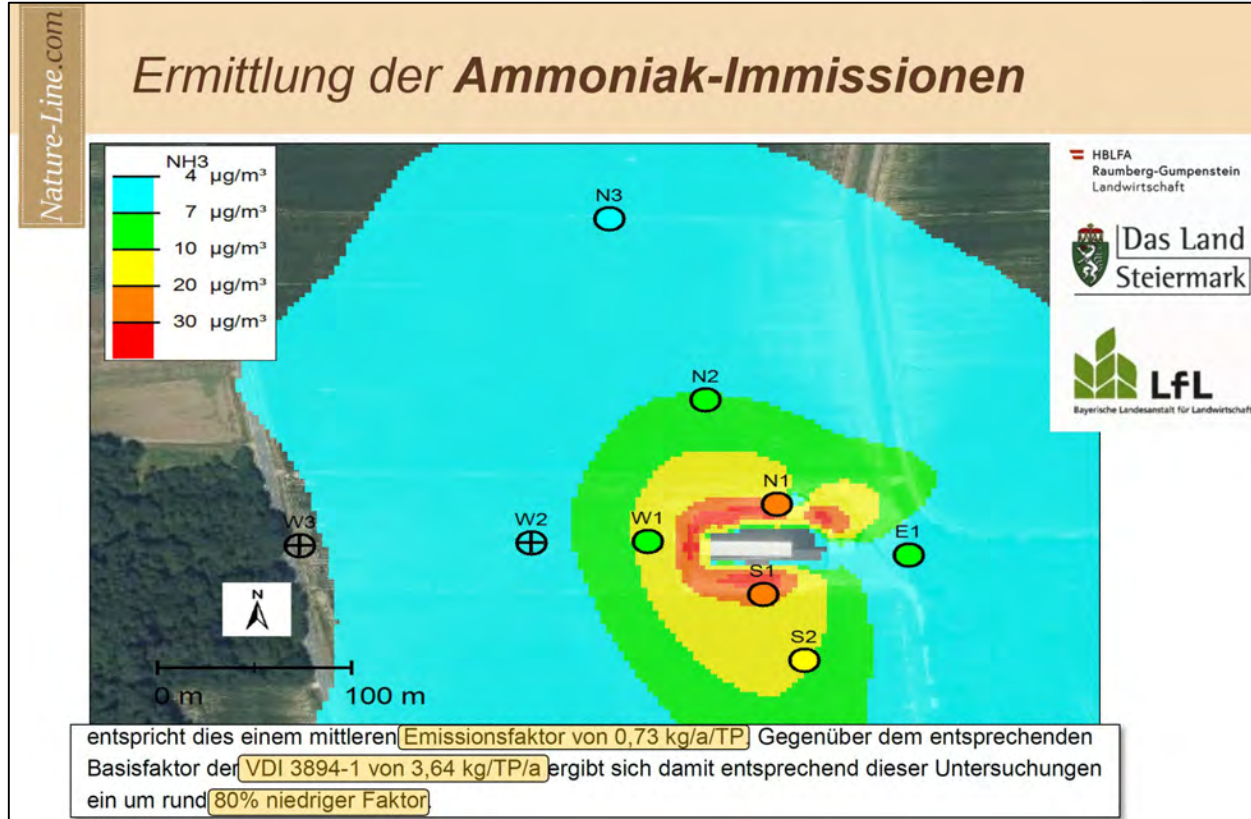 Nature-Line.com
Ermittlung der Ammoniak-Immissionen
NH3
4 µg/m³
7 µg/m³
10 µg/m³
20 µg/m³
30 µg/m³
HBLFA
Raumberg-Gumpenstein
Landwirtschaft
Das Land
Steiermark
LfL
Bayerische Landesanstalt für Landwirtschaft
N3
N2
N1
W3
W2
W1
E1
S1
S2
N
0 m
100 m
entspricht dies einem mittleren Emissionsfaktor von 0,73 kg/a/TP. Gegenüber dem entsprechenden
Basisfaktor der VDI 3894-1 von 3,64 kg/TP/a ergibt sich damit entsprechend dieser Untersuchungen
ein um rund 80% niedriger Faktor.